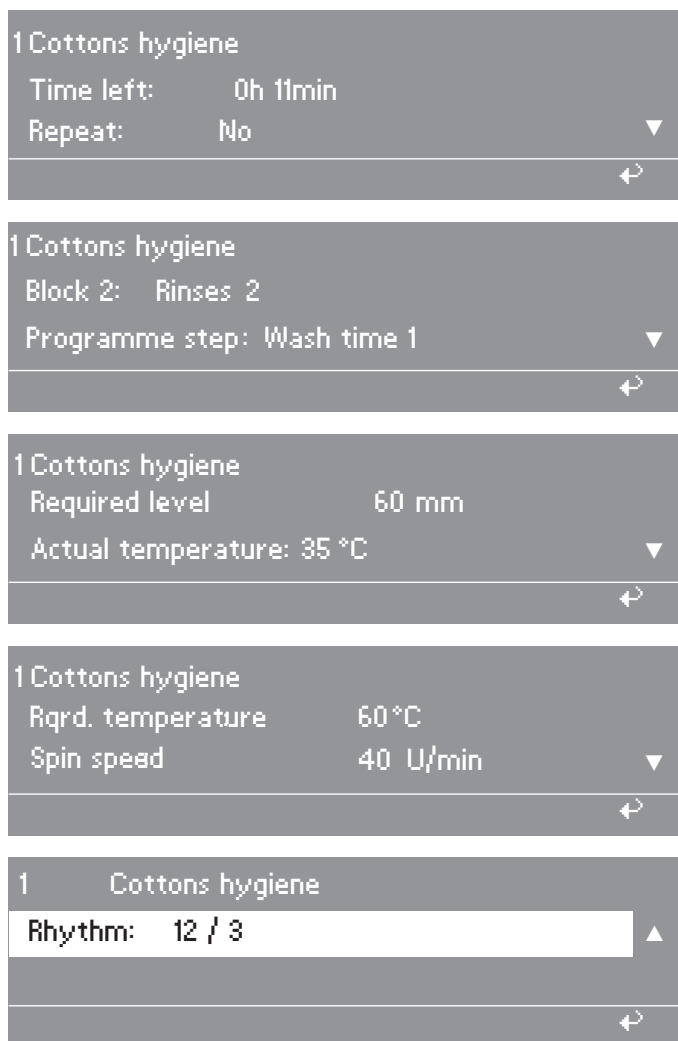 1 Cottons hygiene
Time left: 0h 11min
Repeat: No
1 Cottons hygiene
Block 2: Rinses 2
Programme step: Wash time 1
1 Cottons hygiene
Required level 60 mm
Actual temperature: 35 °C
1 Cottons hygiene
Rqrd. temperature 60°C
Spin speed 40 U/min
1 Cottons hygiene
Rhythm: 12 / 3